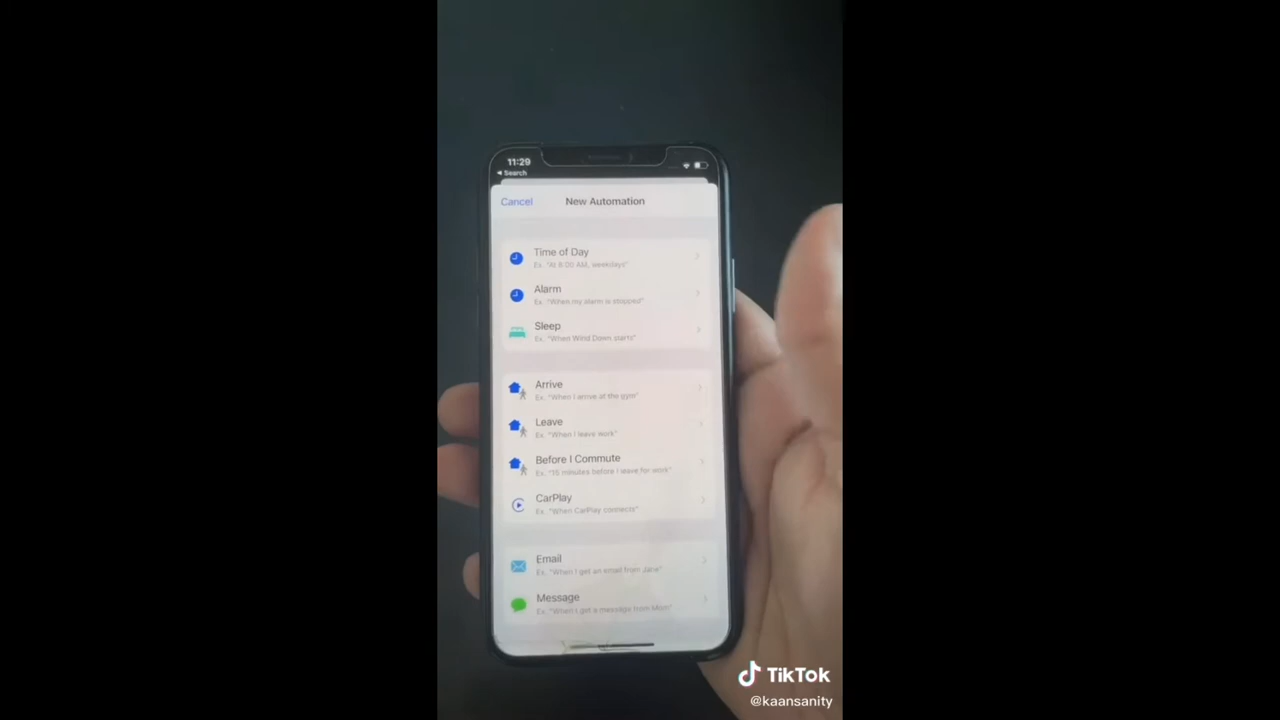 11:29
Search
Cancel
New Automation
Time of Day
Ex. "At 8:00 AM, weekdays"
Alarm
Ex. "When my alarm is stopped"
Sleep
Ex. "When Wind Down starts"
Arrive
Ex. "When I arrive at the gym"
Leave
Ex. "When I leave work"
Before I Commute
Ex. "15 minutes before I leave for work"
CarPlay
Ex. "When CarPlay connects"
Email
Ex. "When I get an email from Jane"
Message
Ex. "When I get a message from Mom"
TikTok
@kaansanity